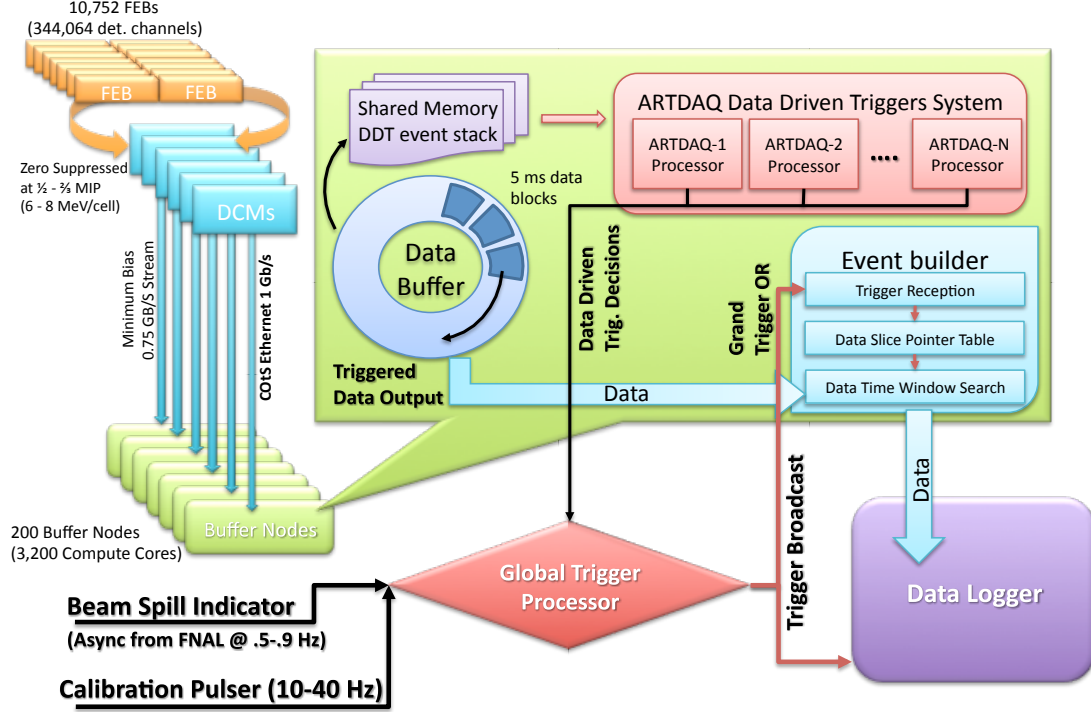 10,752 FEBs
(344,064 det. channels)
FEB
FEB
Zero Suppressed
at ½ - ⅔ MIP
(6 - 8 MeV/cell)
DCMs
Minimum Bias
0.75 GB/S Stream
COtS Ethernet 1 Gb/s
Buffer Nodes
200 Buffer Nodes
(3,200 Compute Cores)
Shared Memory
DDT event stack
5 ms data
blocks
Data
Buffer
Triggered
Data Output
Data
ARTDAQ Data Driven Triggers System
ARTDAQ-1
Processor
ARTDAQ-2
Processor
....
ARTDAQ-N
Processor
Data Driven
Trig. Decisions
Grand
Trigger OR
Event builder
Trigger Reception
Data Slice Pointer Table
Data Time Window Search
Data
Trigger Broadcast
Global Trigger
Processor
Data Logger
Beam Spill Indicator
(Async from FNAL @ .5-.9 Hz)
Calibration Pulser (10-40 Hz)